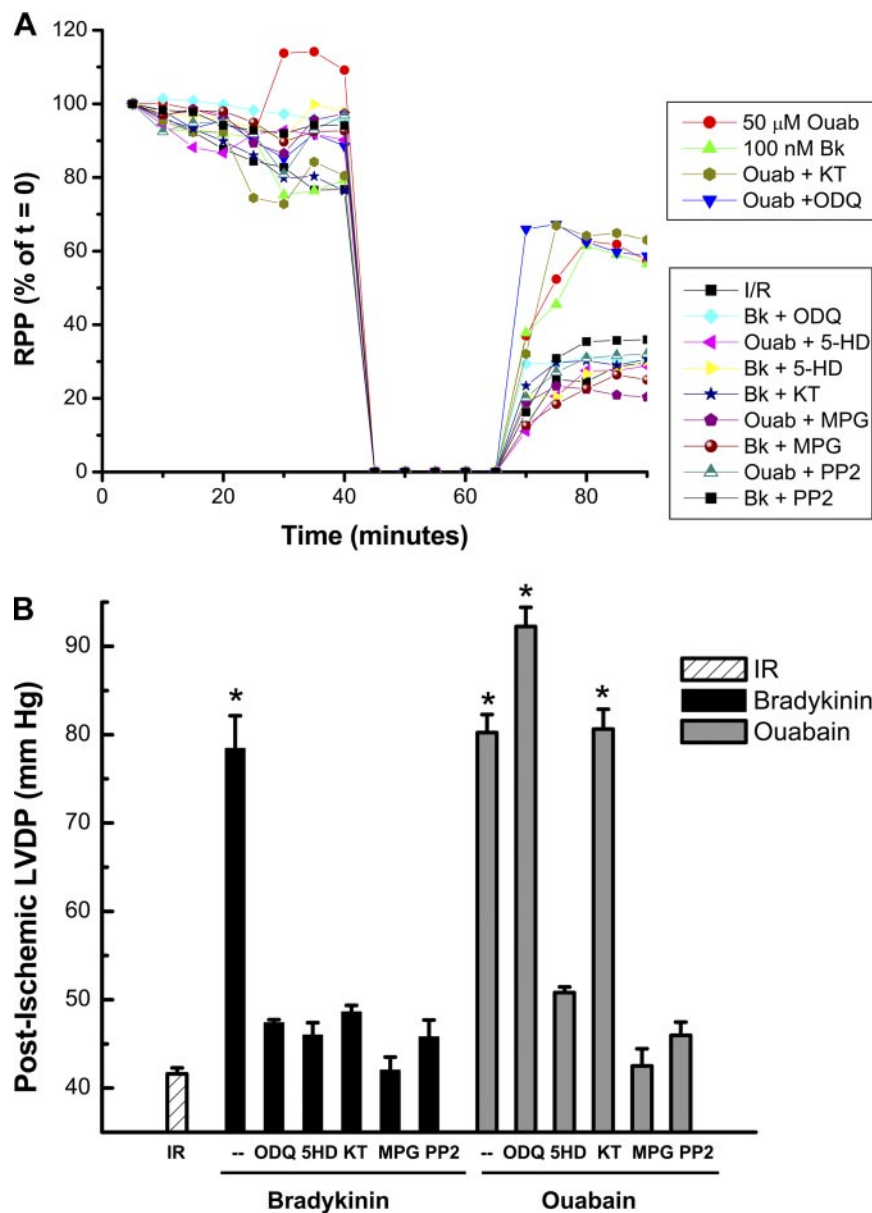 A
120
100
80
60
40
20
0
RPP (% of t = 0)
0 20 40 60 80
Time (minutes)
50 μM Ouab
100 nM Bk
Ouab + KT
Ouab +ODQ
I/R
Bk + ODQ
Ouab + 5-HD
Bk + 5-HD
Bk + KT
Ouab + MPG
Bk + MPG
Ouab + PP2
Bk + PP2
B
90
80
70
60
50
40
Post-Ischemic LVDP (mm Hg)
* * * *
IR
Bradykinin
Ouabain
IR -- ODQ 5HD KT MPG PP2 -- ODQ 5HD KT MPG PP2
Bradykinin Ouabain